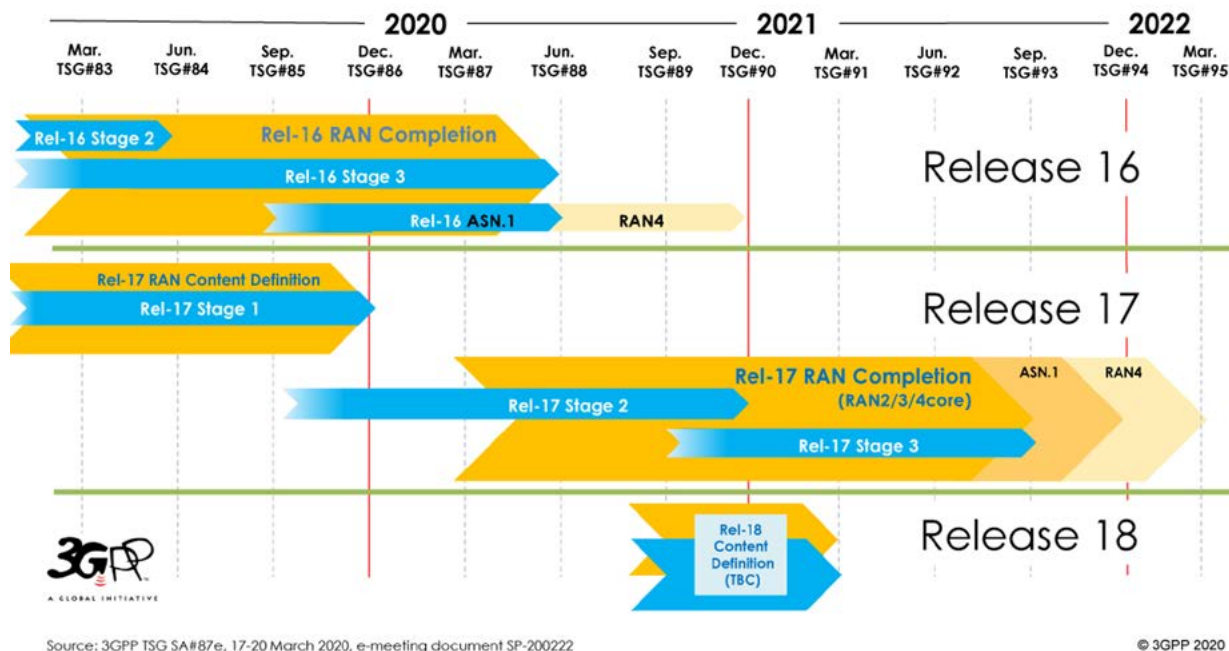 2020 2021 2022
Mar. Jun. Sep. Dec. Mar. Jun. Sep. Dec. Mar. Jun. Sep. Dec. Mar.
TSG#83 TSG#84 TSG#85 TSG#86 TSG#87 TSG#88 TSG#89 TSG#90 TSG#91 TSG#92 TSG#93 TSG#94 TSG#95
Rel-16 Stage 2
Rel-16 RAN Completion
Release 16
Rel-16 Stage 3
Rel-16 ASN.1
RAN4
Rel-17 RAN Content Definition
Rel-17 Stage 1
Release 17
Rel-17 RAN Completion
(RAN2/3/4core)
ASN.1
RAN4
Rel-17 Stage 2
Rel-17 Stage 3
Rel-18
Content
Definition
(TBC)
Release 18
3GPP™
A GLOBAL INITIATIVE
Source: 3GPP TSG SA#87e, 17-20 March 2020, e-meeting document SP-200222
© 3GPP 2020